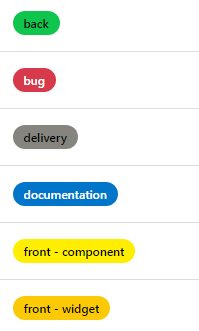 back
bug
delivery
documentation
front - component
front - widget